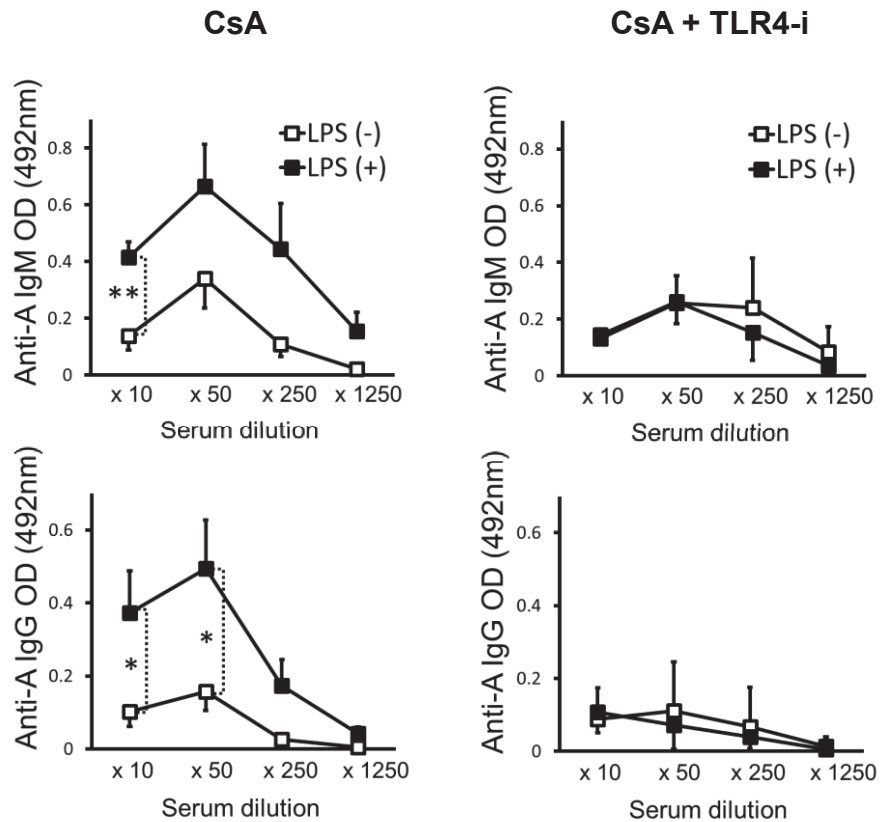 CsA
CsA + TLR4-i
Anti-A IgM OD (492nm)
0.8
0.6
0.4
0.2
0
LPS (-)
LPS (+)
**
x 10 x 50 x 250 x 1250
Serum dilution
Anti-A IgM OD (492nm)
0.8
0.6
0.4
0.2
0
LPS (-)
LPS (+)
x 10 x 50 x 250 x 1250
Serum dilution
Anti-A IgG OD (492nm)
0.6
0.4
0.2
0
*
*
x 10 x 50 x 250 x 1250
Serum dilution
Anti-A IgG OD (492nm)
0.6
0.4
0.2
0
x 10 x 50 x 250 x 1250
Serum dilution